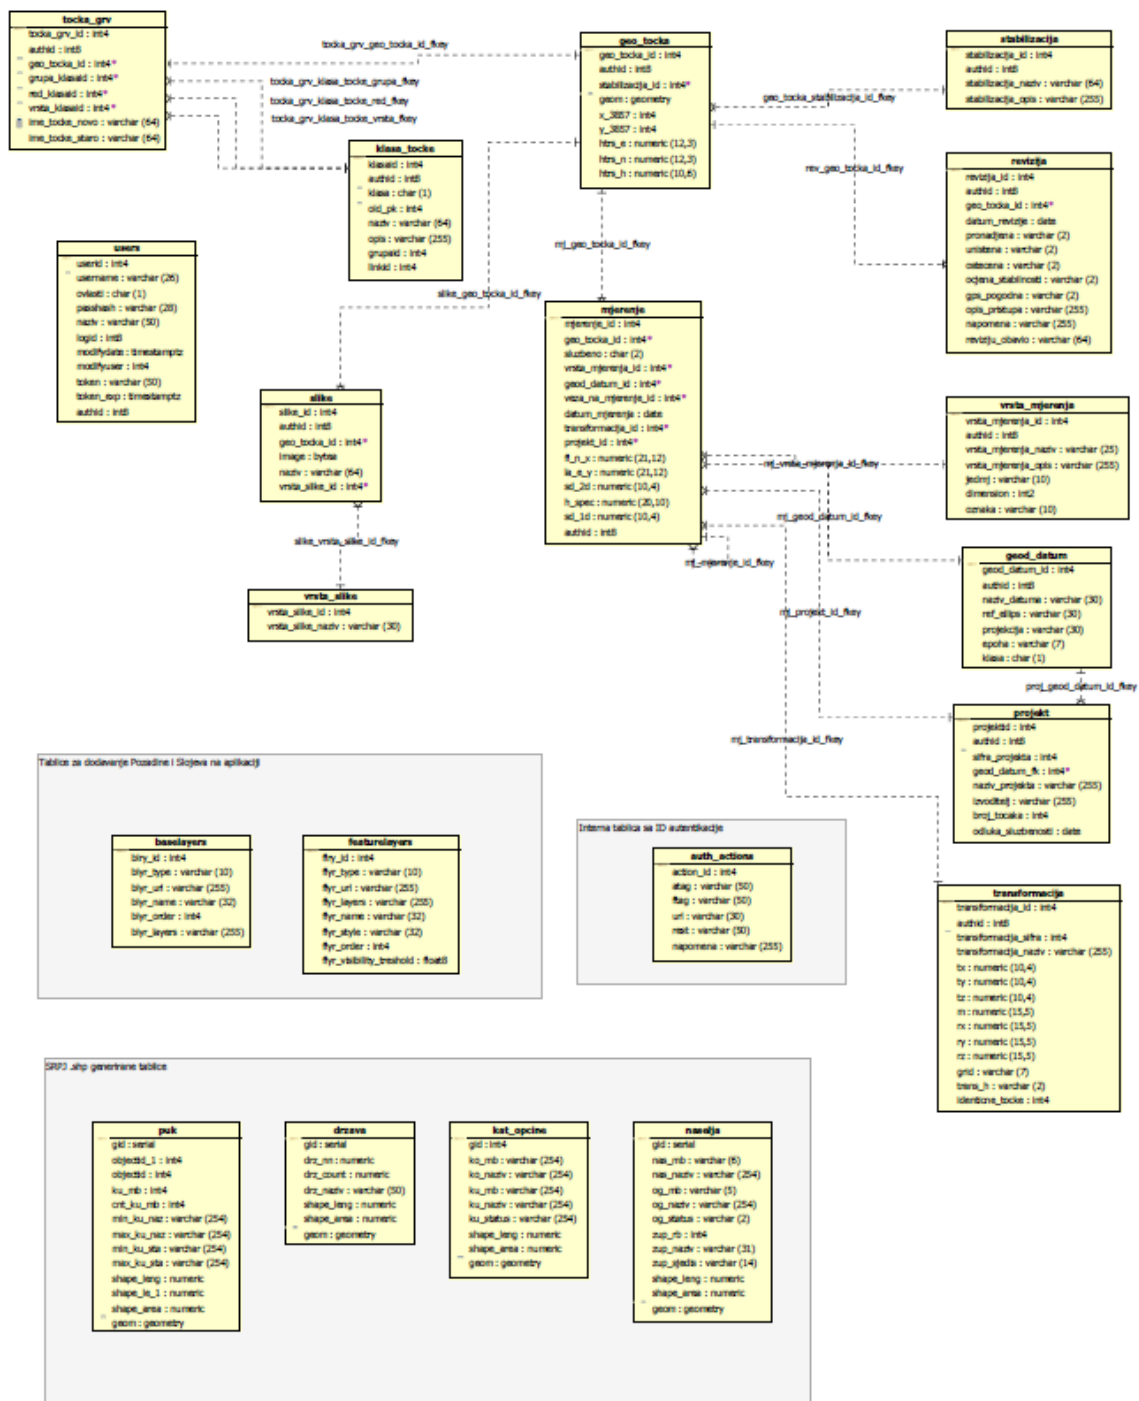 tocka_grv
tocka_grv_id : int4
authid : int8
geo_tocka_id : int4*
grupa_klasaid : int4*
red_klasaid : int4*
vrsta_klasaid : int4*
ime_tocke_novo : varchar (64)
ime_tocke_staro : varchar (64)
tocka_grv_geo_tocka_id_fkey
tocka_grv_klasa_tocke_grupa_fkey
tocka_grv_klasa_tocke_red_fkey
tocka_grv_klasa_tocke_vrsta_fkey
geo_tocka
geo_tocka_id : int4
authid : int8
stabilizacija_id : int4*
geom : geometry
x_3857 : int4
y_3857 : int4
htrs_e : numeric (12,3)
htrs_n : numeric (12,3)
htrs_h : numeric (10,6)
geo_tocka_stabilizacija_id_fkey
stabilizacija
stabilizacija_id : int4
authid : int8
stabilizacija_naziv : varchar (64)
stabilizacija_opis : varchar (255)
klasa_tocke
klasaid : int4
authid : int8
klasa : char (1)
old_pk : int4
naziv : varchar (64)
opis : varchar (255)
grupaid : int4
linkid : int4
rev_geo_tocka_id_fkey
revizija
revizija_id : int4
authid : int8
geo_tocka_id : int4*
datum_revizije : date
pronadjena : varchar (2)
unistena : varchar (2)
ostecena : varchar (2)
ocjena_stabilnosti : varchar (2)
gps_pogodna : varchar (2)
opis_pristupa : varchar (255)
napomena : varchar (255)
reviziju_obavio : varchar (64)
users
userid : int4
username : varchar (26)
ovlasti : char (1)
passhash : varchar (28)
naziv : varchar (50)
logid : int8
modifydate : timestamptz
modifyuser : int4
token : varchar (50)
token_exp : timestamptz
authid : int8
mj_geo_tocka_id_fkey
slike_geo_tocka_id_fkey
mjerenje
mjerenje_id : int4
geo_tocka_id : int4*
sluzbeno : char (2)
vrsta_mjerenja_id : int4*
geod_datum_id : int4*
veza_na_mjerenje_id : int4*
datum_mjerenja : date
transformacija_id : int4*
projekt_id : int4*
fi_n_x : numeric (21,12)
la_e_y : numeric (21,12)
sd_2d : numeric (10,4)
h_spec : numeric (20,10)
sd_1d : numeric (10,4)
authid : int8
slike
slike_id : int4
authid : int8
geo_tocka_id : int4*
image : bytea
naziv : varchar (64)
vrsta_slike_id : int4*
vrsta_mjerenja
vrsta_mjerenja_id : int4
authid : int8
vrsta_mjerenja_naziv : varchar (25)
vrsta_mjerenja_opis : varchar (255)
jedmj : varchar (10)
dimension : int2
oznaka : varchar (10)
mj_vrsta_mjerenja_id_fkey
mj_geod_datum_id_fkey
mj_mjerenje_id_fkey
slike_vrsta_slike_id_fkey
vrsta_slike
vrsta_slike_id : int4
vrsta_slike_naziv : varchar (30)
geod_datum
geod_datum_id : int4
authid : int8
naziv_datuma : varchar (30)
ref_elips : varchar (30)
projekcija : varchar (30)
epoha : varchar (7)
klasa : char (1)
mj_projekt_id_fkey
proj_geod_datum_id_fkey
projekt
projektid : int4
authid : int8
sifra_projekta : int4
geod_datum_fk : int4*
naziv_projekta : varchar (255)
izvoditelj : varchar (255)
broj_tocaka : int4
odluka_sluzbenosti : date
mj_transformacija_id_fkey
Tablice za dodavanje Pozadine i Slojeva na aplikaciji
baselayers
blry_id : int4
blyr_type : varchar (10)
blyr_url : varchar (255)
blyr_name : varchar (32)
blyr_order : int4
blyr_layers : varchar (255)
featurelayers
flry_id : int4
flyr_type : varchar (10)
flyr_url : varchar (255)
flyr_layers : varchar (255)
flyr_name : varchar (32)
flyr_style : varchar (32)
flyr_order : int4
flyr_visibility_treshold : float8
Interna tablica sa ID autentikacije
auth_actions
action_id : int4
atag : varchar (50)
ftag : varchar (50)
url : varchar (30)
rest : varchar (50)
napomena : varchar (255)
transformacija
transformacija_id : int4
authid : int8
transformacija_sifra : int4
transformacija_naziv : varchar (255)
tx : numeric (10,4)
ty : numeric (10,4)
tz : numeric (10,4)
m : numeric (15,5)
rx : numeric (15,5)
ry : numeric (15,5)
rz : numeric (15,5)
grid : varchar (7)
trans_h : varchar (2)
identicne_tocke : int4
SRPJ .shp generirane tablice
puk
gid : serial
objectid_1 : int4
objectid : int4
ku_mb : int4
cnt_ku_mb : int4
min_ku_naz : varchar (254)
max_ku_naz : varchar (254)
min_ku_sta : varchar (254)
max_ku_sta : varchar (254)
shape_leng : numeric
shape_le_1 : numeric
shape_area : numeric
geom : geometry
drzava
gid : serial
drz_nn : numeric
drz_count : numeric
drz_naziv : varchar (50)
shape_leng : numeric
shape_area : numeric
geom : geometry
kat_opcine
gid : int4
ko_mb : varchar (254)
ko_naziv : varchar (254)
ku_mb : varchar (254)
ku_naziv : varchar (254)
ku_status : varchar (254)
shape_leng : numeric
shape_area : numeric
geom : geometry
naselja
gid : serial
nas_mb : varchar (6)
nas_naziv : varchar (254)
og_mb : varchar (5)
og_naziv : varchar (254)
og_status : varchar (2)
zup_rb : int4
zup_naziv : varchar (31)
zup_sjedis : varchar (14)
shape_leng : numeric
shape_area : numeric
geom : geometry